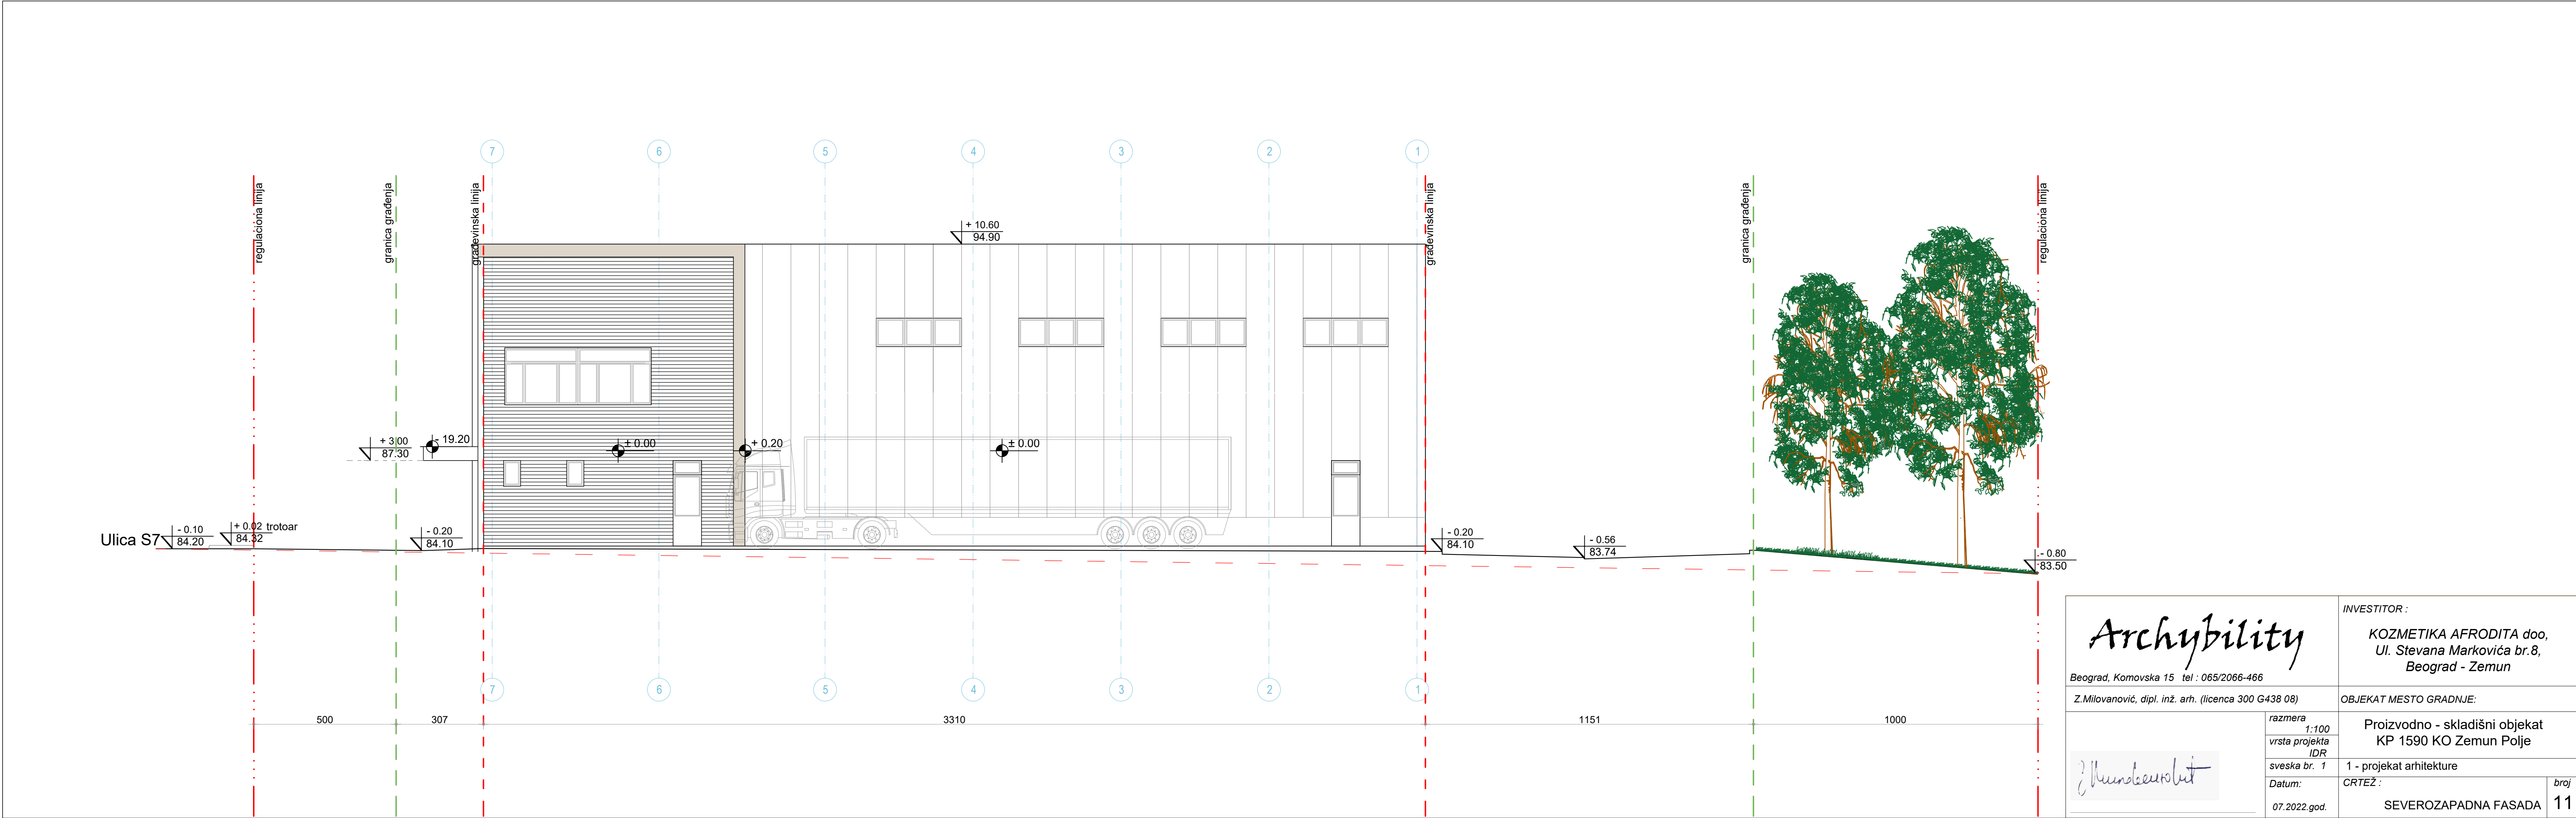 7 6 5 4 3 2 1
regulaciona linija
granica građenja
građevinska linija
građevinska linija
granica građenja
regulaciona linija
+ 10.60
94.90
+ 3.00
87.30
- 19.20
± 0.00
+ 0.20
± 0.00
Ulica S7
- 0.10
84.20
+ 0.02 trotoar
84.32
- 0.20
84.10
- 0.20
84.10
- 0.56
83.74
- 0.80
83.50
7 6 5 4 3 2 1
500 307 3310 1151 1000
Archybility
Beograd, Komovska 15 tel : 065/2066-466
INVESTITOR :
KOZMETIKA AFRODITA doo,
Ul. Stevana Markovića br.8,
Beograd - Zemun
Z.Milovanović, dipl. inž. arh. (licenca 300 G438 08)
OBJEKAT MESTO GRADNJE:
razmera
1:100
Proizvodno - skladišni objekat
KP 1590 KO Zemun Polje
vrsta projekta
IDR
sveska br. 1
1 - projekat arhitekture
Datum:
07.2022.god.
CRTEŽ :
SEVEROZAPADNA FASADA
broj
11